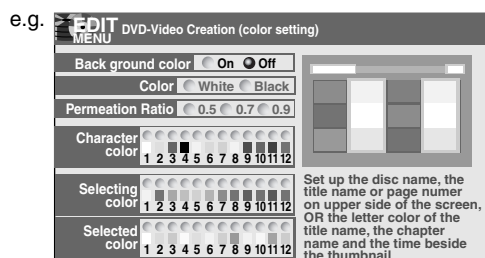 e.g.
EDIT
MENU
DVD-Video Creation (color setting)
Back ground color On Off
Color White Black
Permeation Ratio 0.5 0.7 0.9
Character
color
1 2 3 4 5 6 7 8 9 10 11 12
Selecting
color
1 2 3 4 5 6 7 8 9 10 11 12
Selected
color
1 2 3 4 5 6 7 8 9 10 11 12
Set up the disc name, the
title name or page numer
on upper side of the screen,
OR the letter color of the
title name, the chapter
name and the time beside
the thumbnail